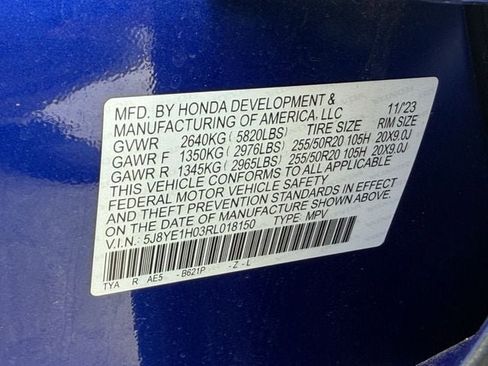 MFD. BY HONDA DEVELOPMENT & 11/'23
MANUFACTURING OF AMERICA, LLC
GVWR 2640KG( 5820LBS) TIRE SIZE RIM SIZE
GAWR F 1350KG( 2976LBS) 255/50R20 105H 20X9.0J
GAWR R 1345KG( 2965LBS) 255/50R20 105H 20X9.0J
THIS VEHICLE CONFORMS TO ALL APPLICABLE
FEDERAL MOTOR VEHICLE SAFETY
AND THEFT PREVENTION STANDARDS IN EFFECT
ON THE DATE OF MANUFACTURE SHOWN ABOVE.
V.I.N: 5J8YE1H03RL018150 TYPE: MPV
TYA R AE5 -B621P -Z-L